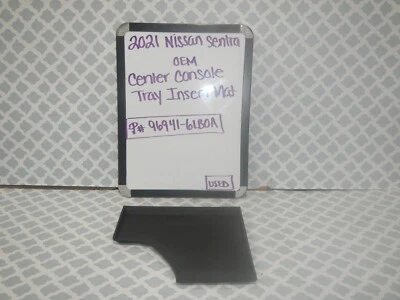 2021 Nissan Sentra
OEM
Center Console
Tray Insert Mat
P# 96941-6LB0A
USED